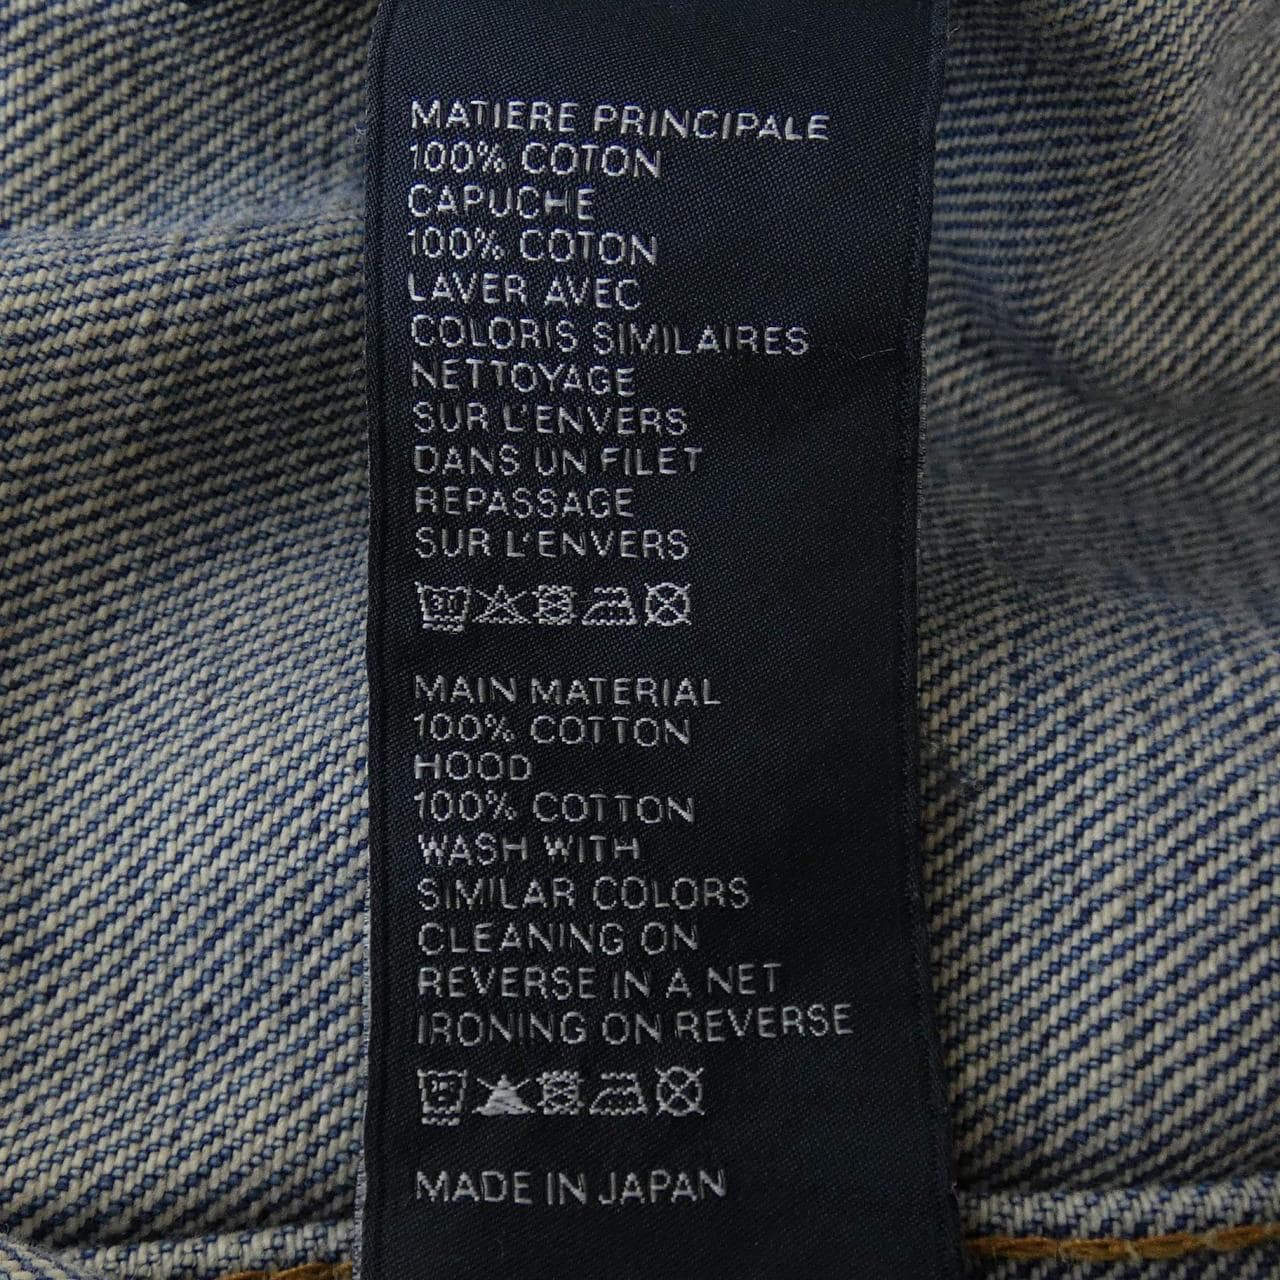 MATIERE PRINCIPALE
100% COTON
CAPUCHE
100% COTON
LAVER AVEC
COLORIS SIMILAIRES
NETTOYAGE
SUR L'ENVERS
DANS UN FILET
REPASSAGE
SUR L'ENVERS
30
MAIN MATERIAL
100% COTTON
HOOD
100% COTTON
WASH WITH
SIMILAR COLORS
CLEANING ON
REVERSE IN A NET
IRONING ON REVERSE
MADE IN JAPAN